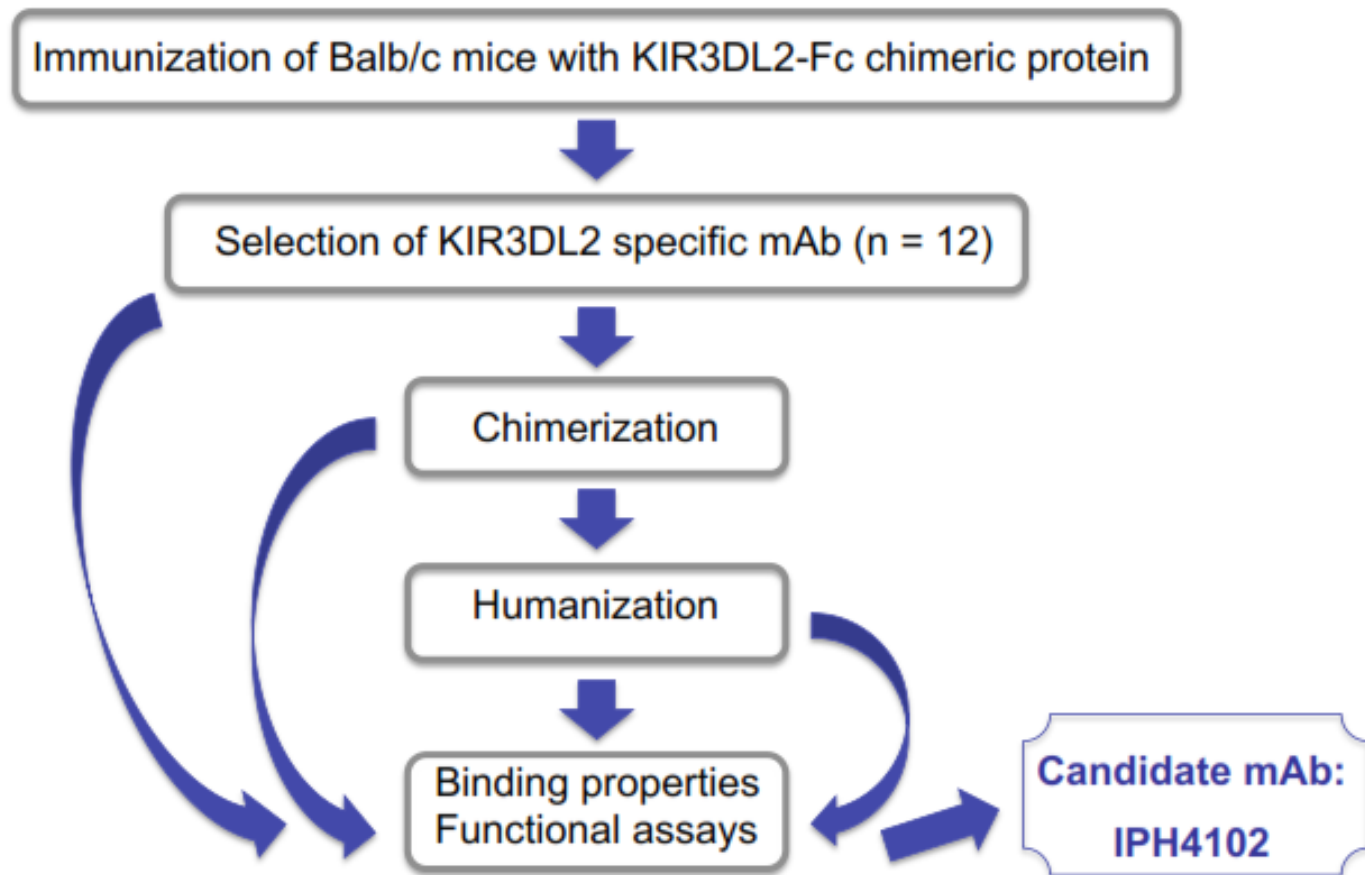 Immunization of Balb/c mice with KIR3DL2-Fc chimeric protein
Selection of KIR3DL2 specific mAb (n = 12)
Chimerization
Humanization
Binding properties
Functional assays
Candidate mAb:
IPH4102